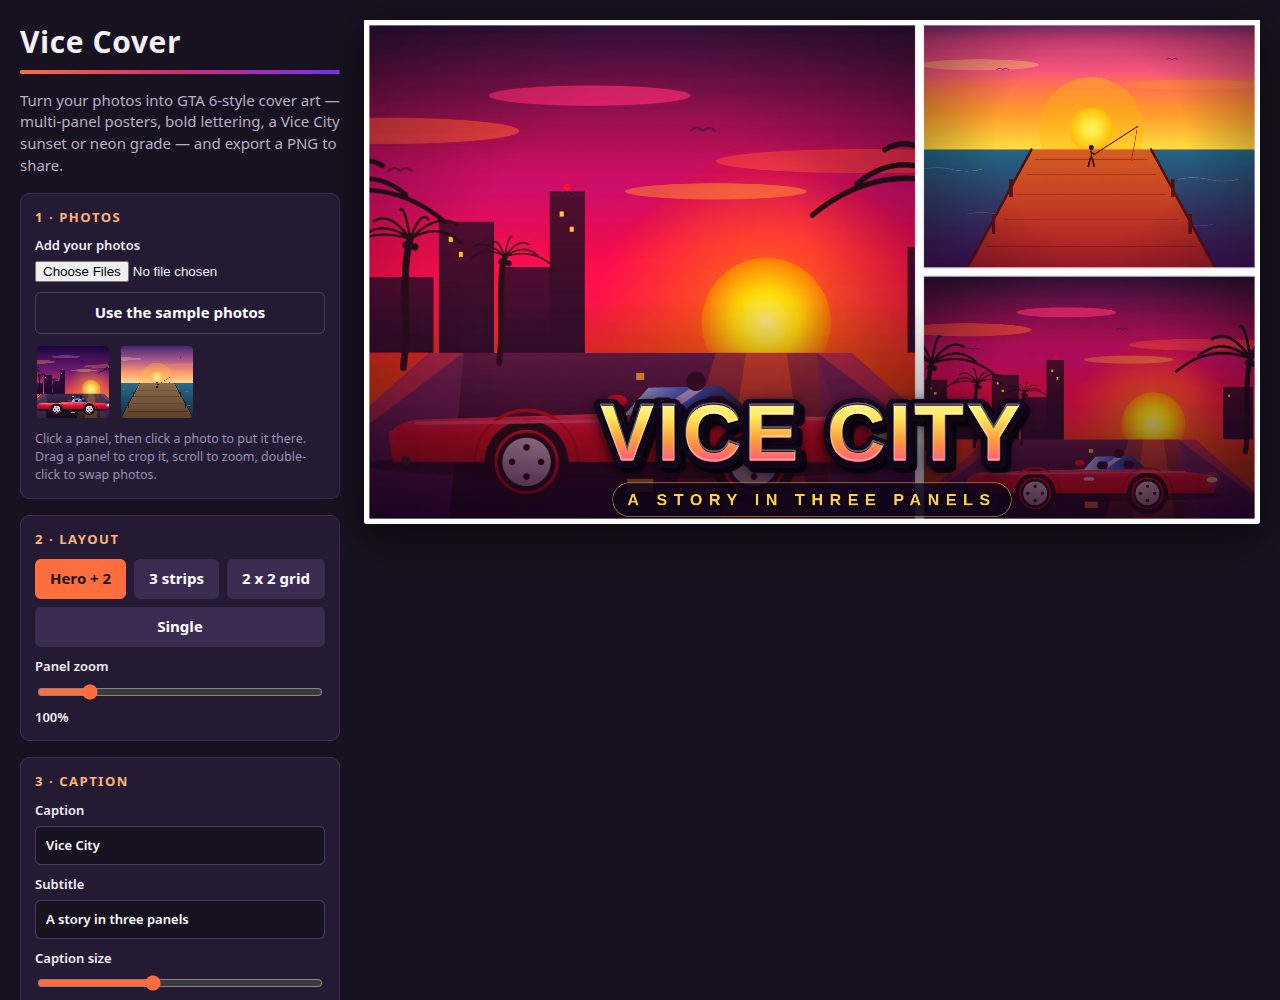 Vice Cover
Turn your photos into GTA 6-style cover art —
multi-panel posters, bold lettering, a Vice City
sunset or neon grade — and export a PNG to
share.
1 · PHOTOS
Add your photos
Choose Files No file chosen
Use the sample photos
Click a panel, then click a photo to put it there.
Drag a panel to crop it, scroll to zoom, double-
click to swap photos.
2 · LAYOUT
Hero + 2
3 strips
2 x 2 grid
Single
Panel zoom
100%
3 · CAPTION
Caption
Vice City
Subtitle
A story in three panels
Caption size
VICE CITY
A STORY IN THREE PANELS